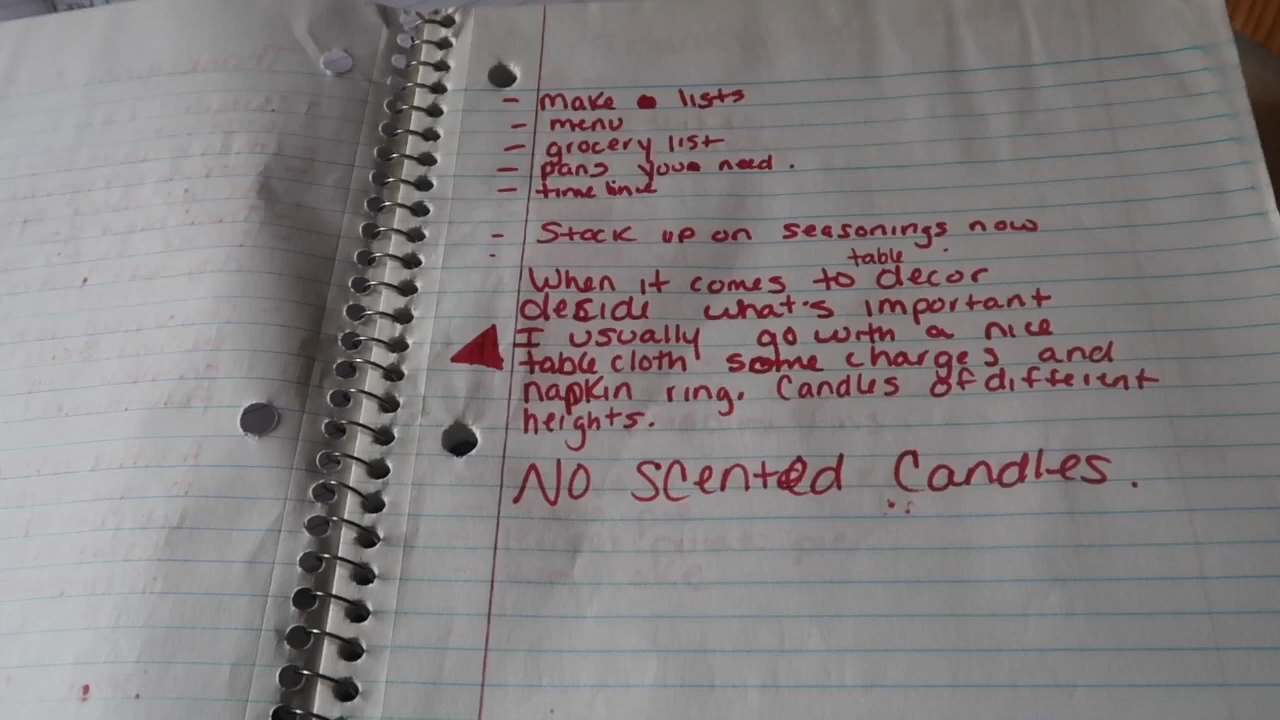 - make lists
- menu
- grocery list
- pans you need.
- time line
- Stock up on seasonings now
table
When it comes to decor
decide what's important
I usually go with a nice
table cloth some charges and
napkin ring. Candles of different
heights.
NO Scented Candles.